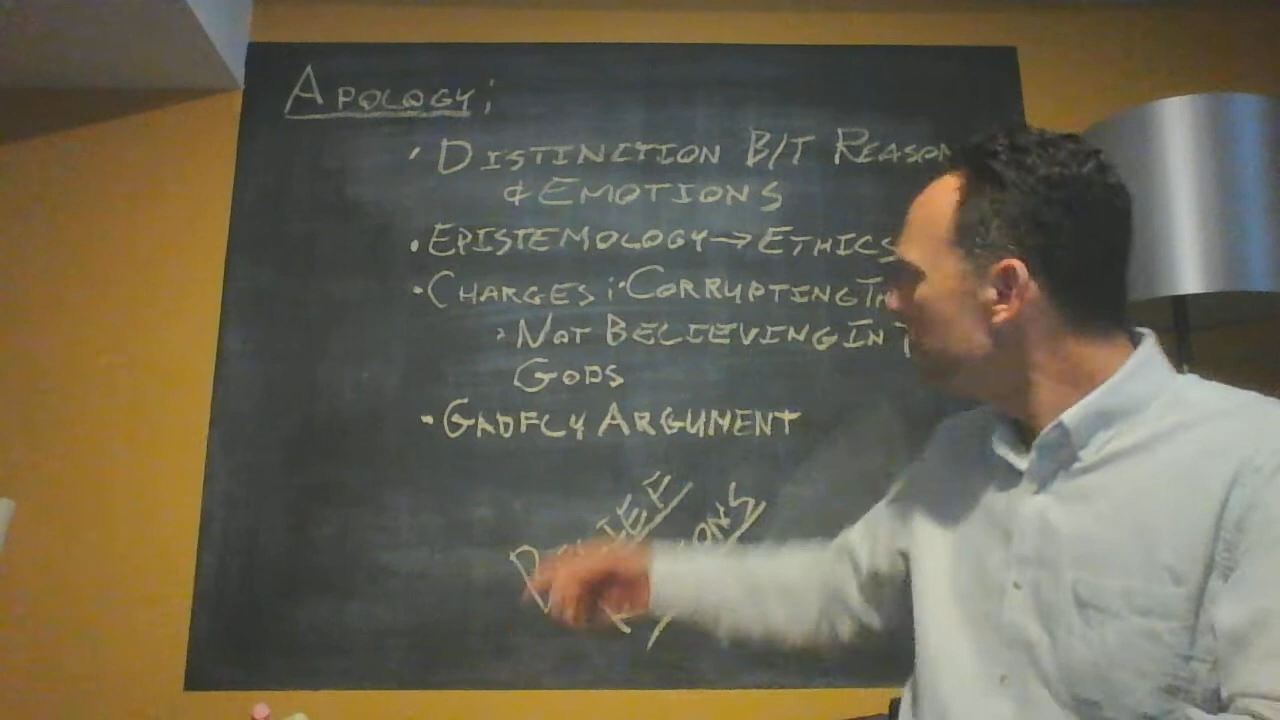 APOLOGY:
• DISTINCTION B/T REASON
& EMOTIONS
• EPISTEMOLOGY → ETHICS
• CHARGES: • CORRUPTING
• NOT BELIEVING IN
GODS
• GADFLY ARGUMENT